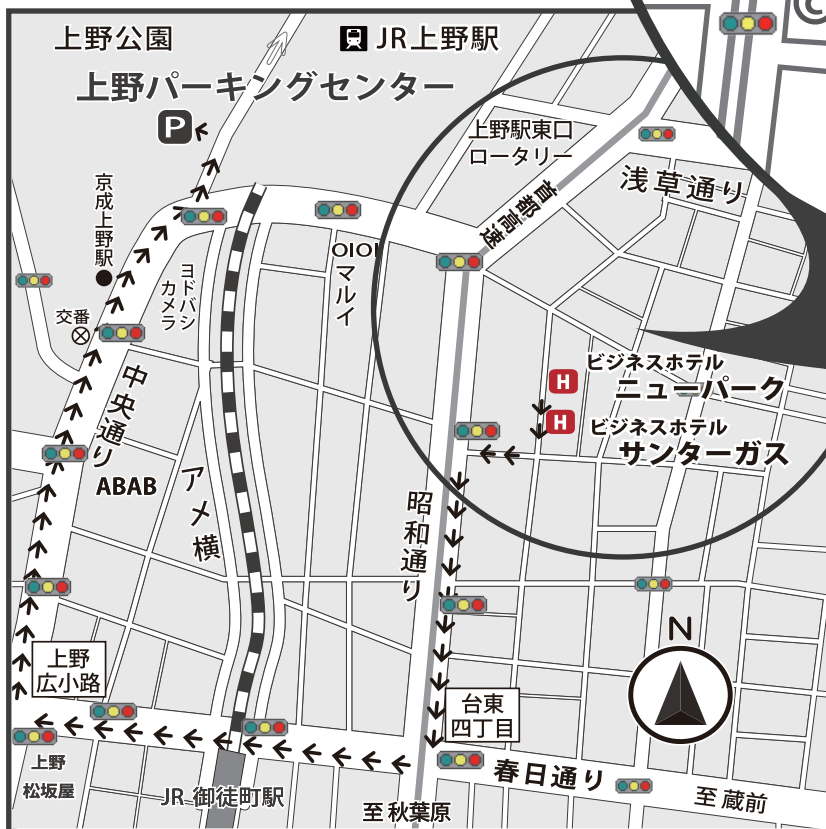 上野公園
JR上野駅
上野パーキングセンター
P
上野駅東口
ロータリー
浅草通り
首都高速
京成上野駅
ヨドバシ
カメラ
OIOI
マルイ
交番
中央通り
ABAB
アメ横
昭和通り
H
ビジネスホテル
ニューパーク
H
ビジネスホテル
サンターガス
上野
広小路
台東
四丁目
N
上野
松坂屋
JR 御徒町駅
春日通り
至 秋葉原
至 蔵前